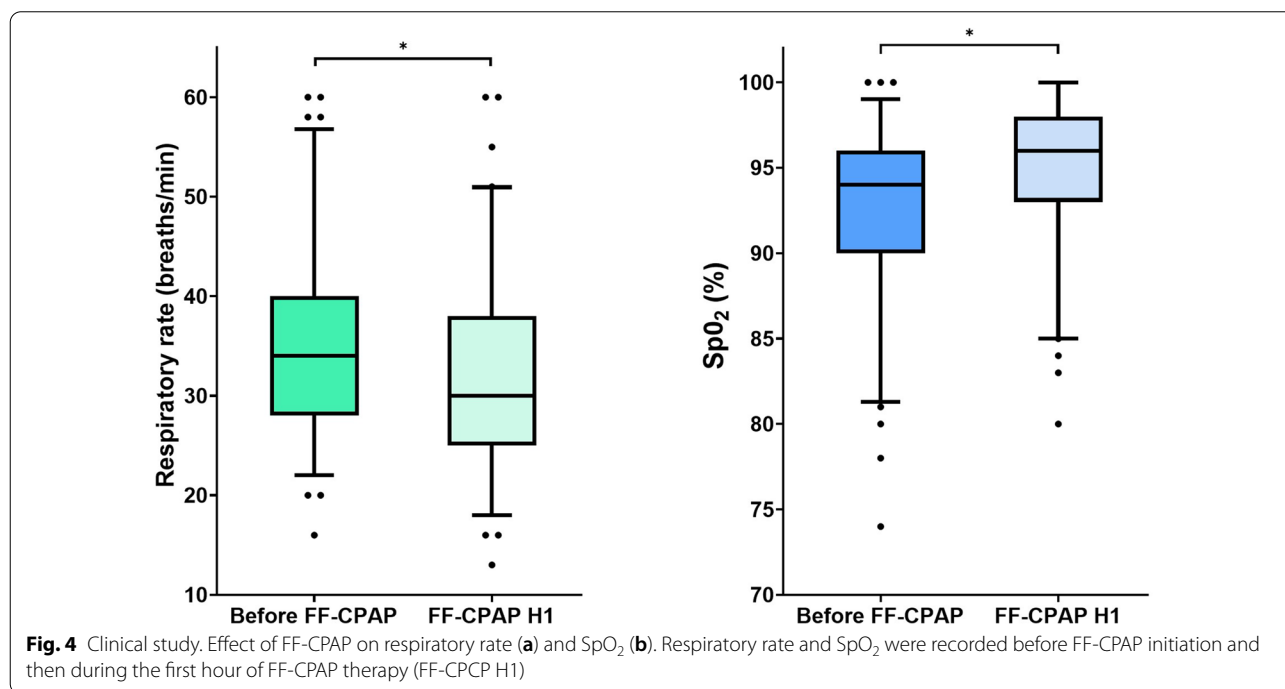 *
60
50
40
30
20
10
Respiratory rate (breaths/min)
Before FF-CPAP FF-CPAP H1
*
100
95
90
85
80
75
70
Sp0₂ (%)
Before FF-CPAP FF-CPAP H1
Fig. 4 Clinical study. Effect of FF-CPAP on respiratory rate (a) and SpO₂ (b). Respiratory rate and SpO₂ were recorded before FF-CPAP initiation and
then during the first hour of FF-CPAP therapy (FF-CPCP H1)